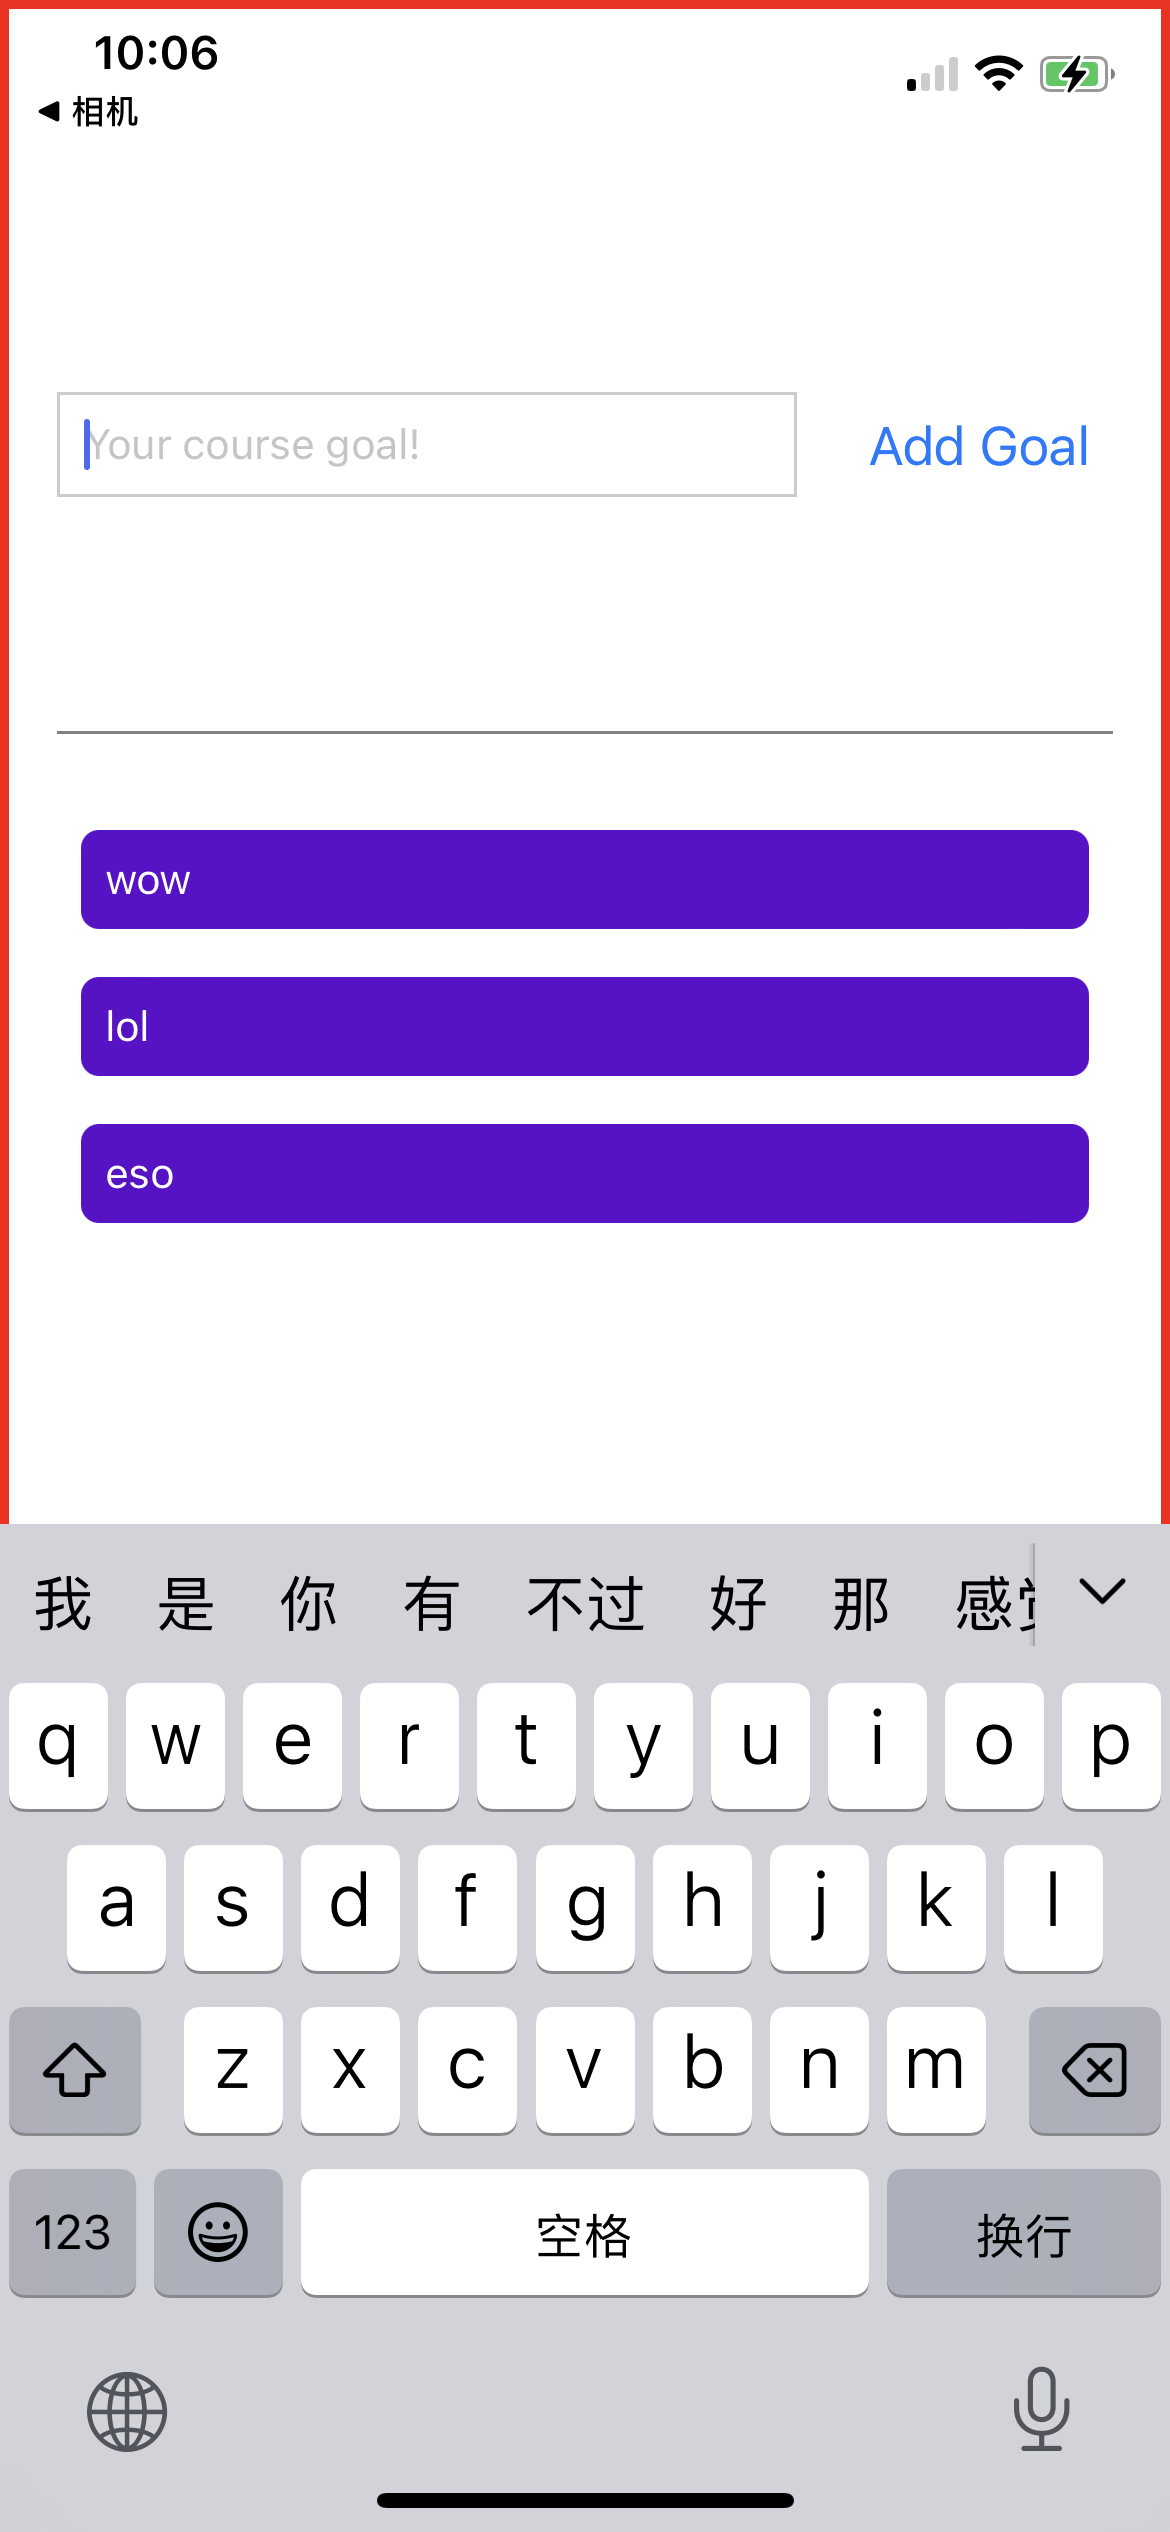 10:06
相机
Your course goal!
Add Goal
wow
lol
eso
我 是 你 有 不过 好 那 感觉
q w e r t y u i o p
a s d f g h j k l
z x c v b n m
123 空格 换行